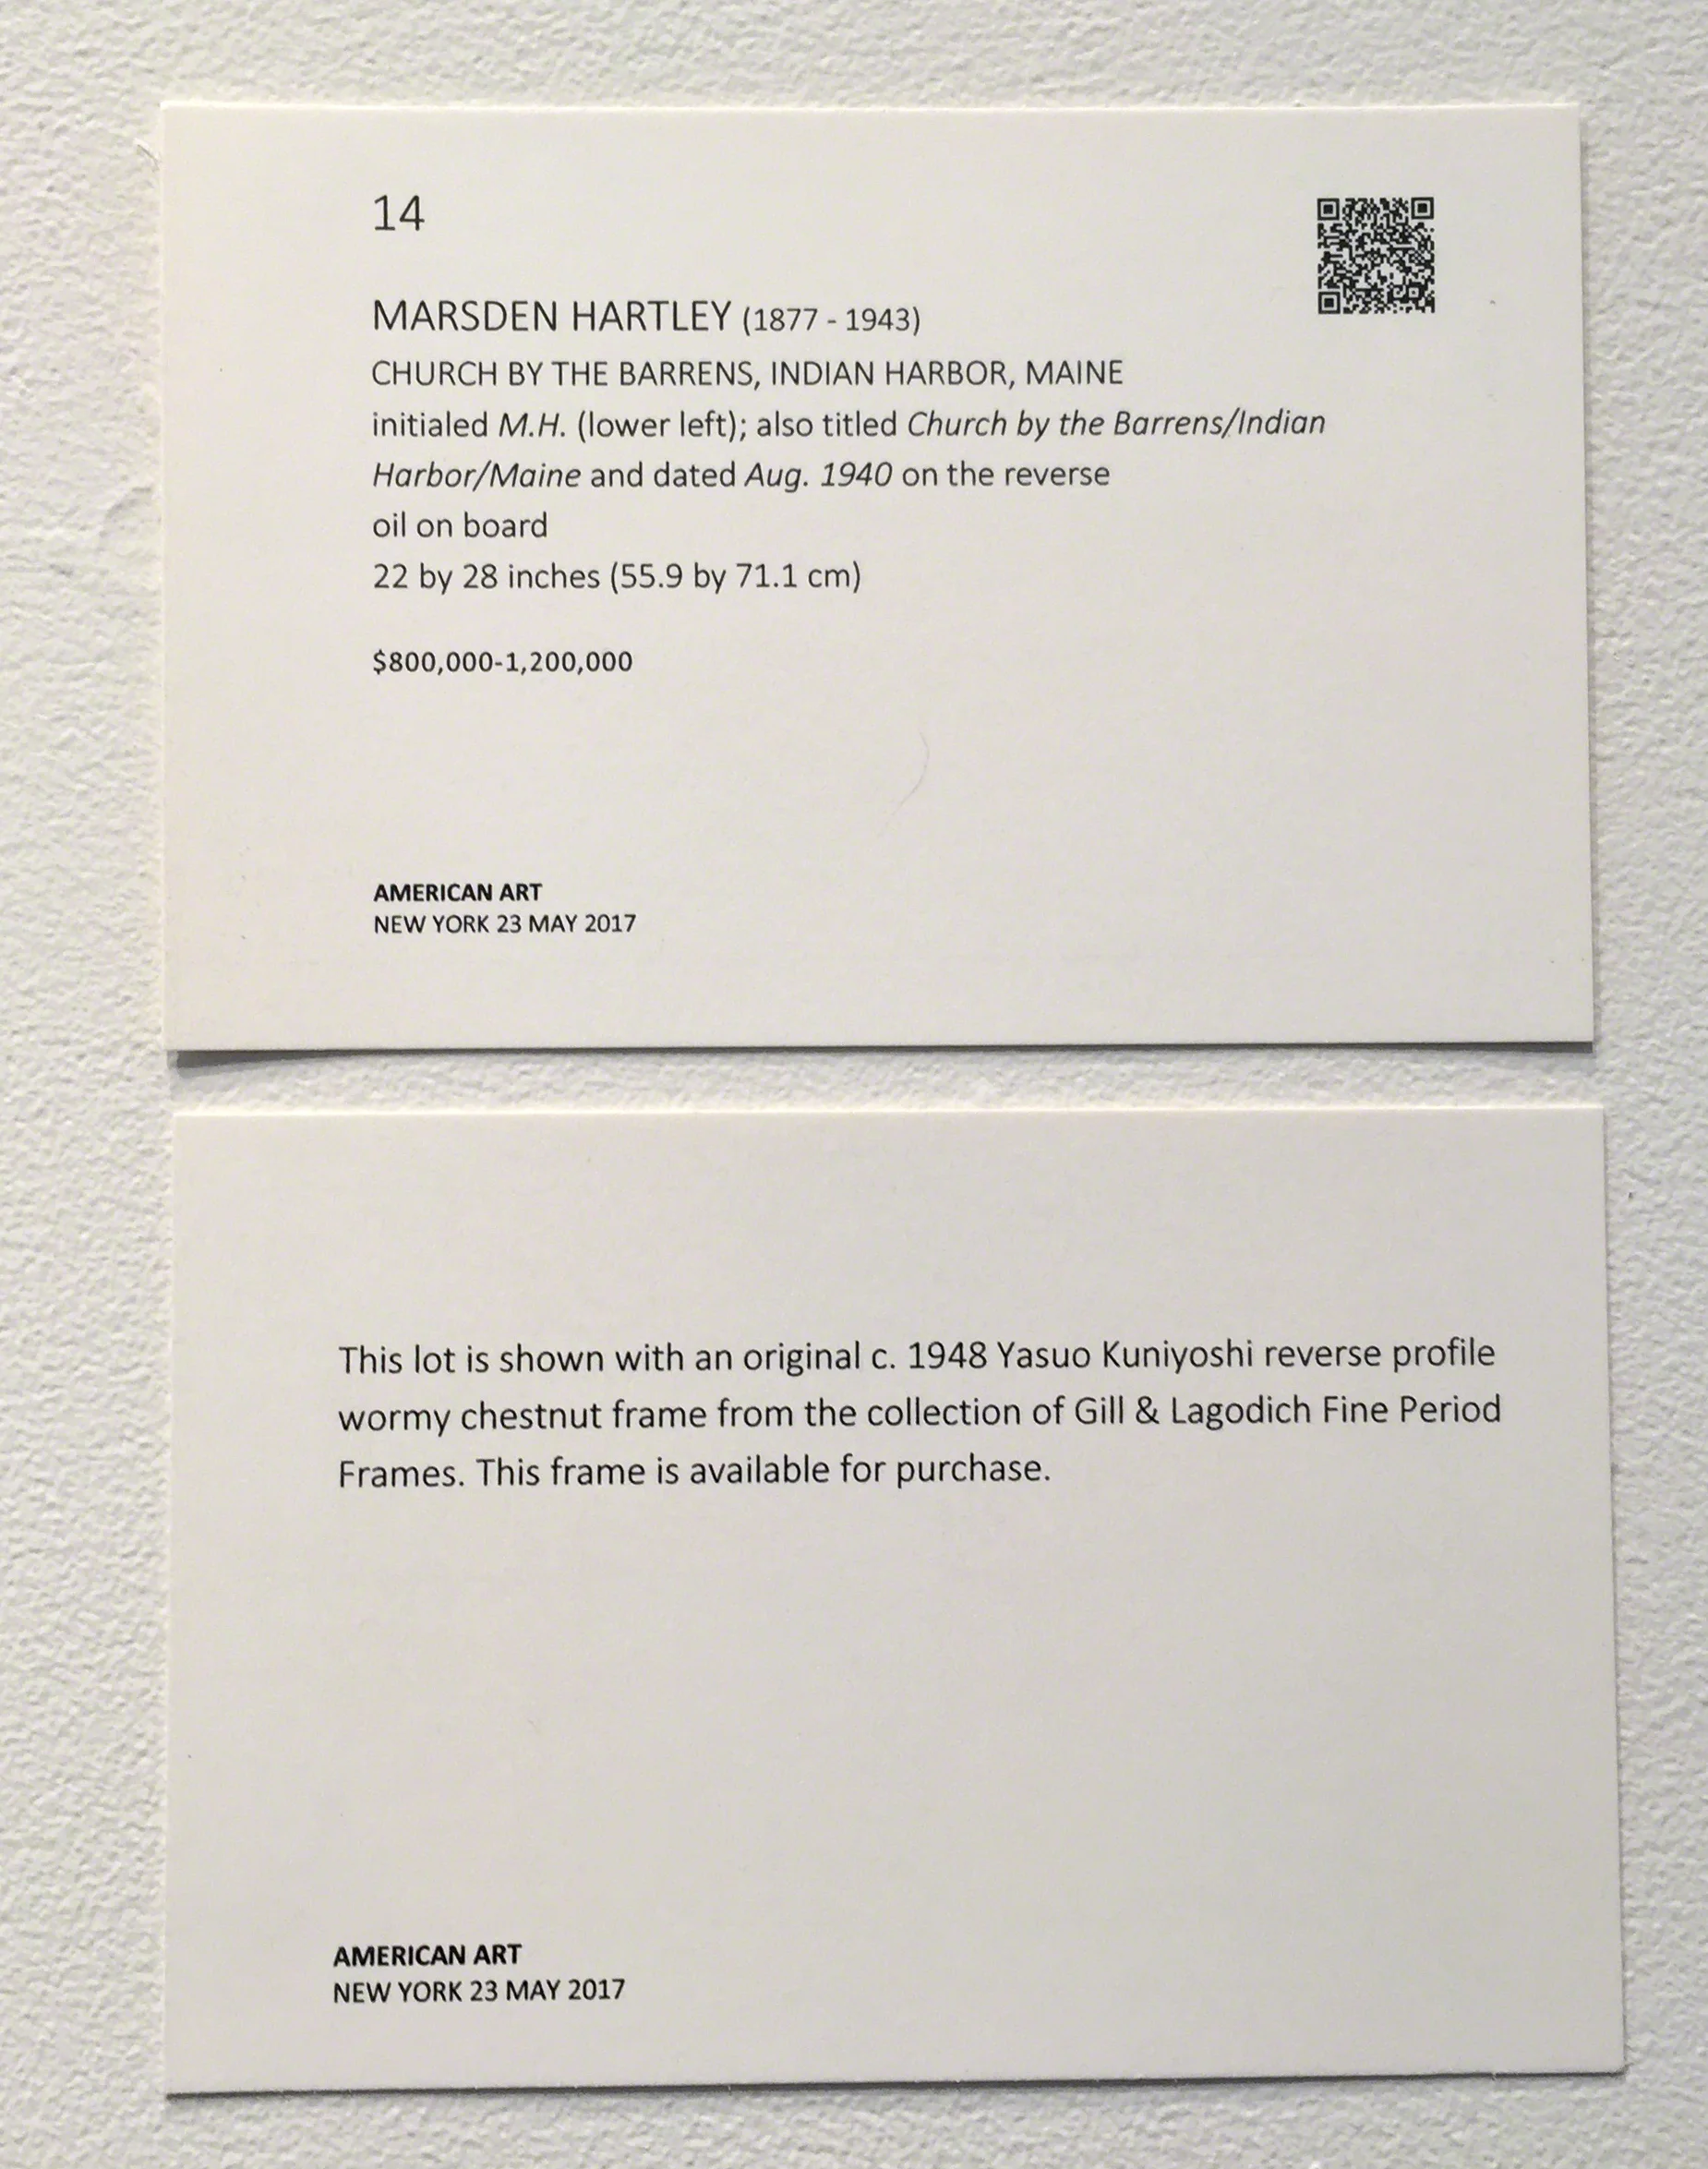 14
MARSDEN HARTLEY (1877 - 1943)
CHURCH BY THE BARRENS, INDIAN HARBOR, MAINE
initialed M.H. (lower left); also titled Church by the Barrens/Indian
Harbor/Maine and dated Aug. 1940 on the reverse
oil on board
22 by 28 inches (55.9 by 71.1 cm)
$800,000-1,200,000
AMERICAN ART
NEW YORK 23 MAY 2017
This lot is shown with an original c. 1948 Yasuo Kuniyoshi reverse profile
wormy chestnut frame from the collection of Gill & Lagodich Fine Period
Frames. This frame is available for purchase.
AMERICAN ART
NEW YORK 23 MAY 2017